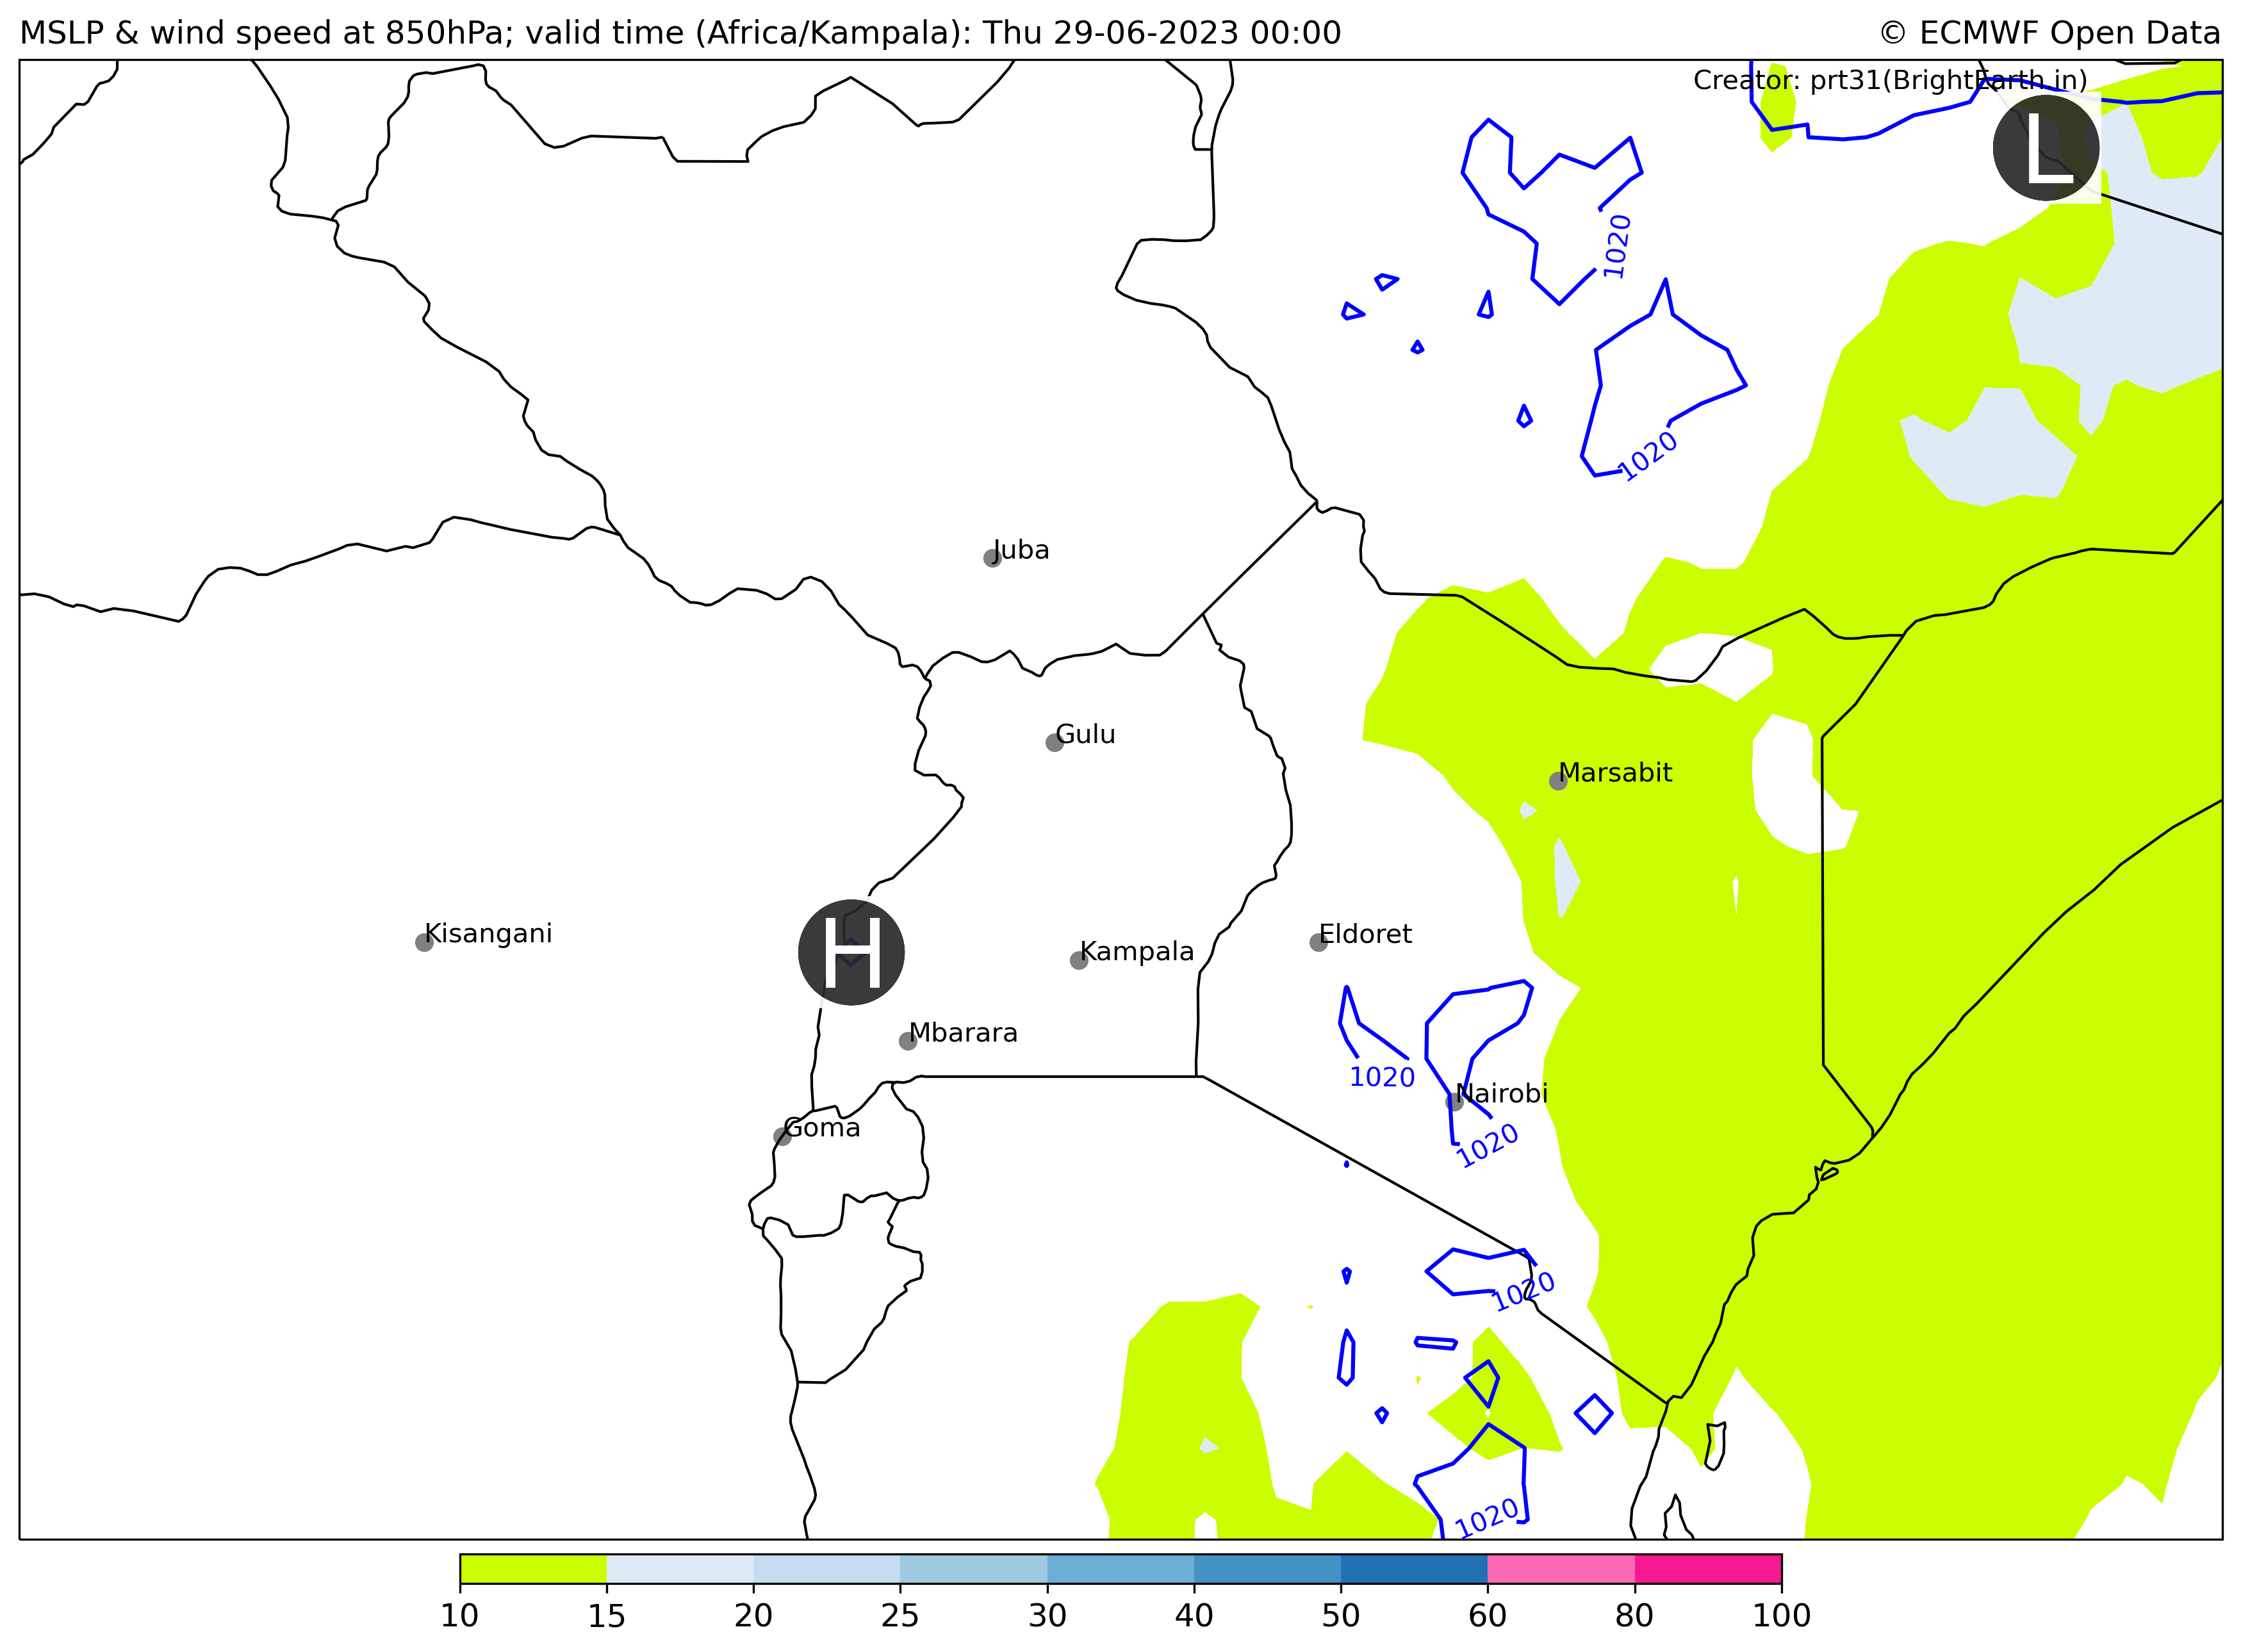 MSLP & wind speed at 850hPa; valid time (Africa/Kampala): Thu 29-06-2023 00:00
© ECMWF Open Data
Creator: prt31(BrightEarth.in)
L
1020
1020
Juba
Gulu
Marsabit
Kisangani
H
Kampala
Eldoret
Mbarara
1020
Nairobi
Goma
1020
1020
1020
10 15 20 25 30 40 50 60 80 100